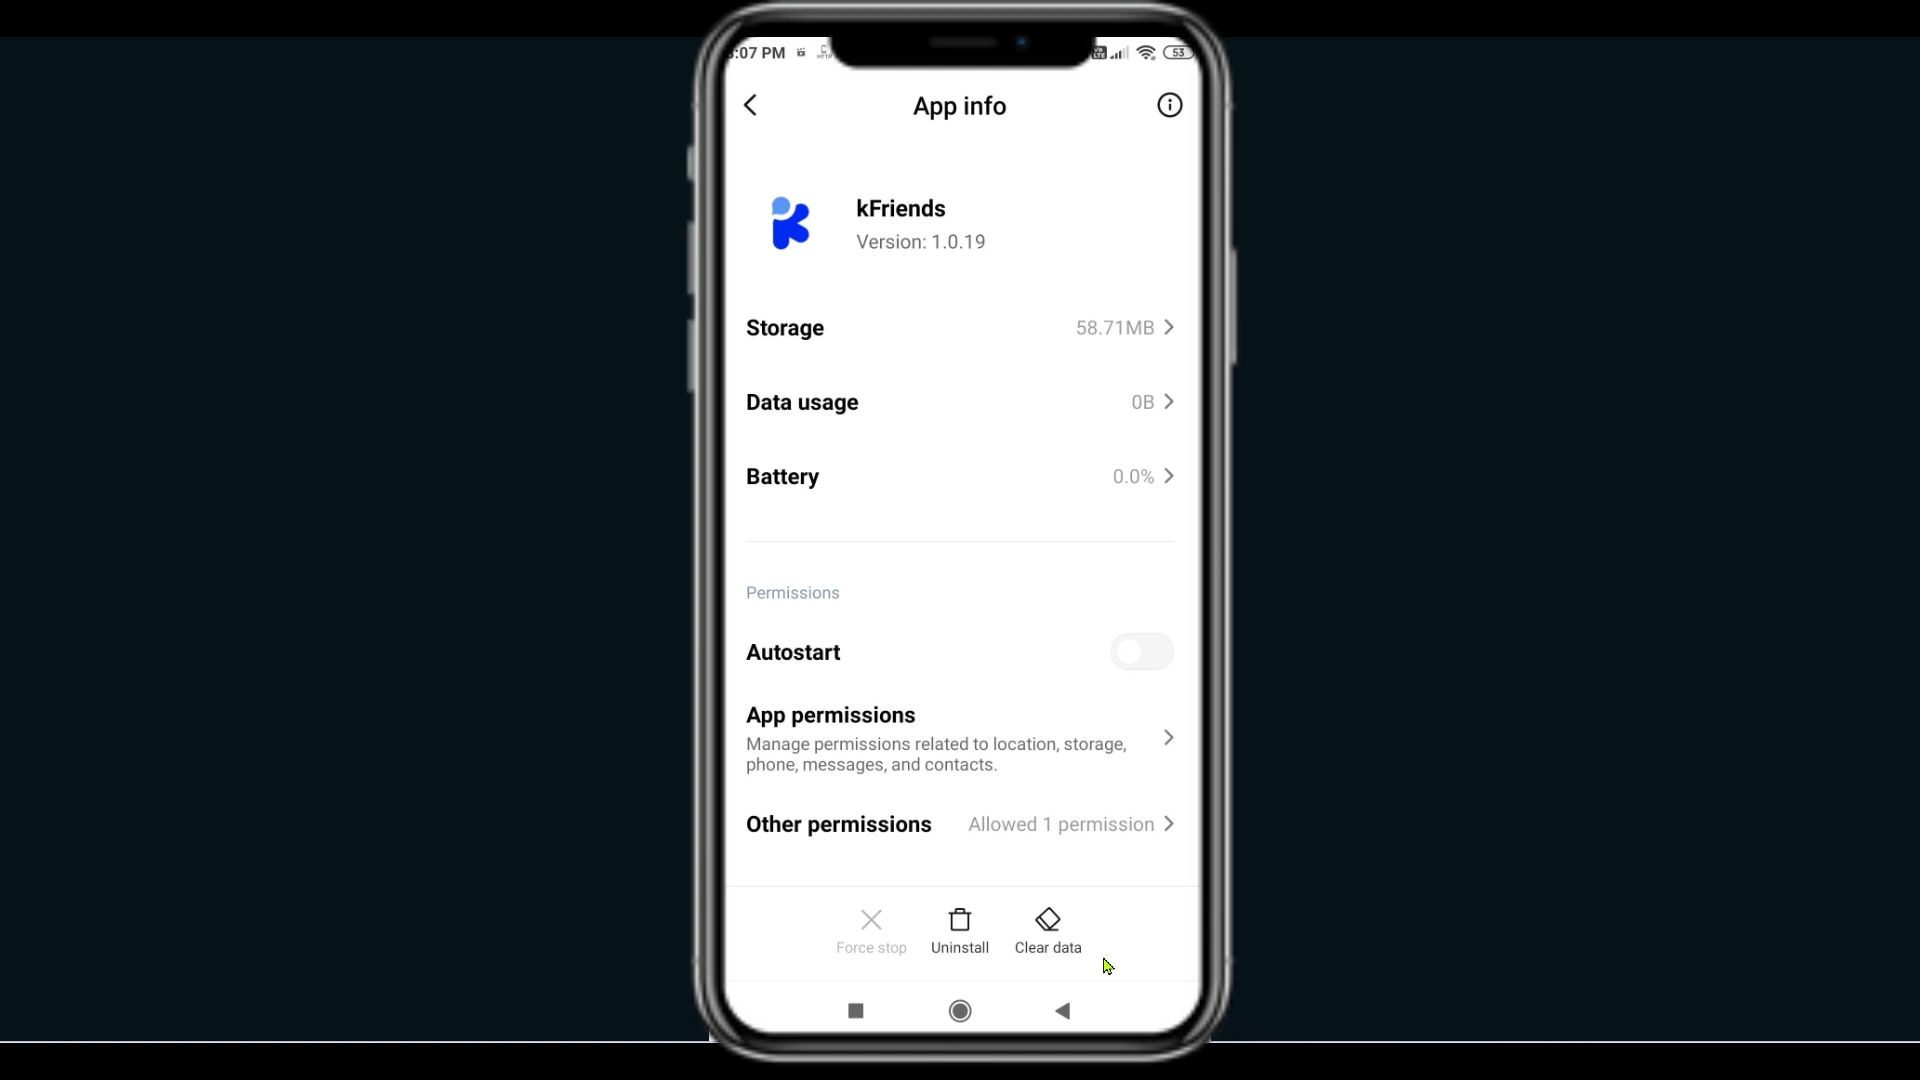 :07 PM
53
App info
kFriends
Version: 1.0.19
Storage 58.71MB
Data usage 0B
Battery 0.0%
Permissions
Autostart
App permissions
Manage permissions related to location, storage,
phone, messages, and contacts.
Other permissions Allowed 1 permission
Force stop Uninstall Clear data